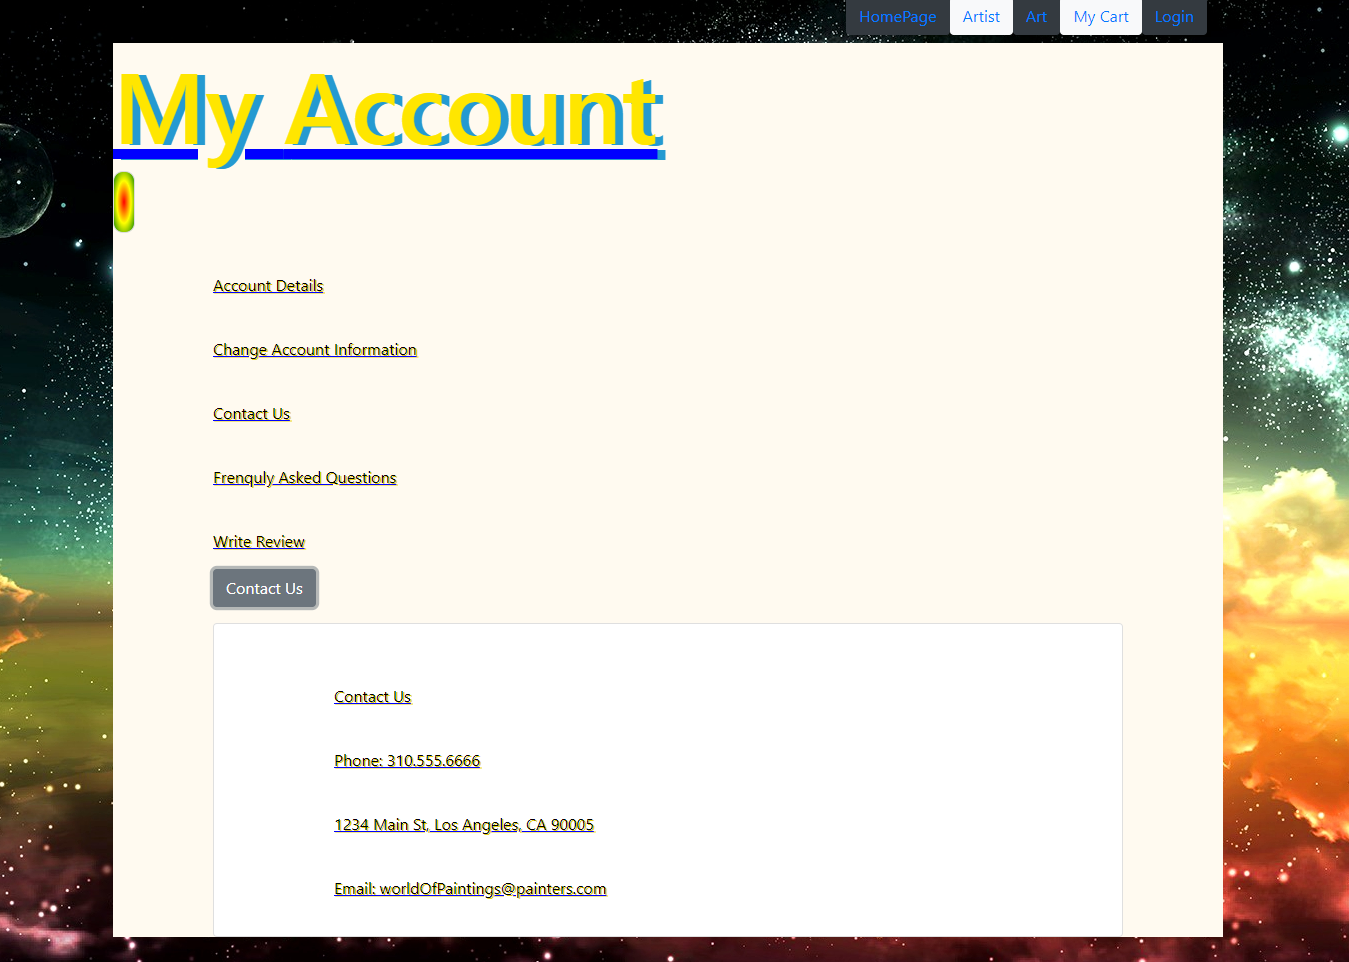 HomePage Artist Art My Cart Login
My Account
Account Details
Change Account Information
Contact Us
Frenquly Asked Questions
Write Review
Contact Us
Contact Us
Phone: 310.555.6666
1234 Main St, Los Angeles, CA 90005
Email: worldOfPaintings@painters.com